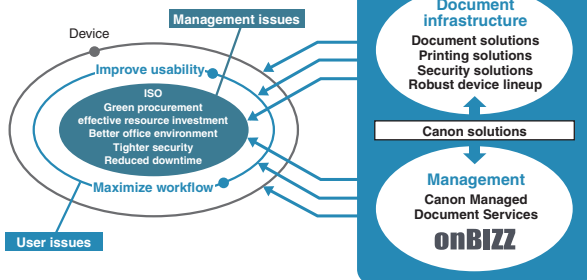 Management issues
Device
Improve usability
ISO
Green procurement
effective resource investment
Better office environment
Tighter security
Reduced downtime
Maximize workflow
User issues
Document
infrastructure
Document solutions
Printing solutions
Security solutions
Robust device lineup
Canon solutions
Management
Canon Managed
Document Services
onBIZZ